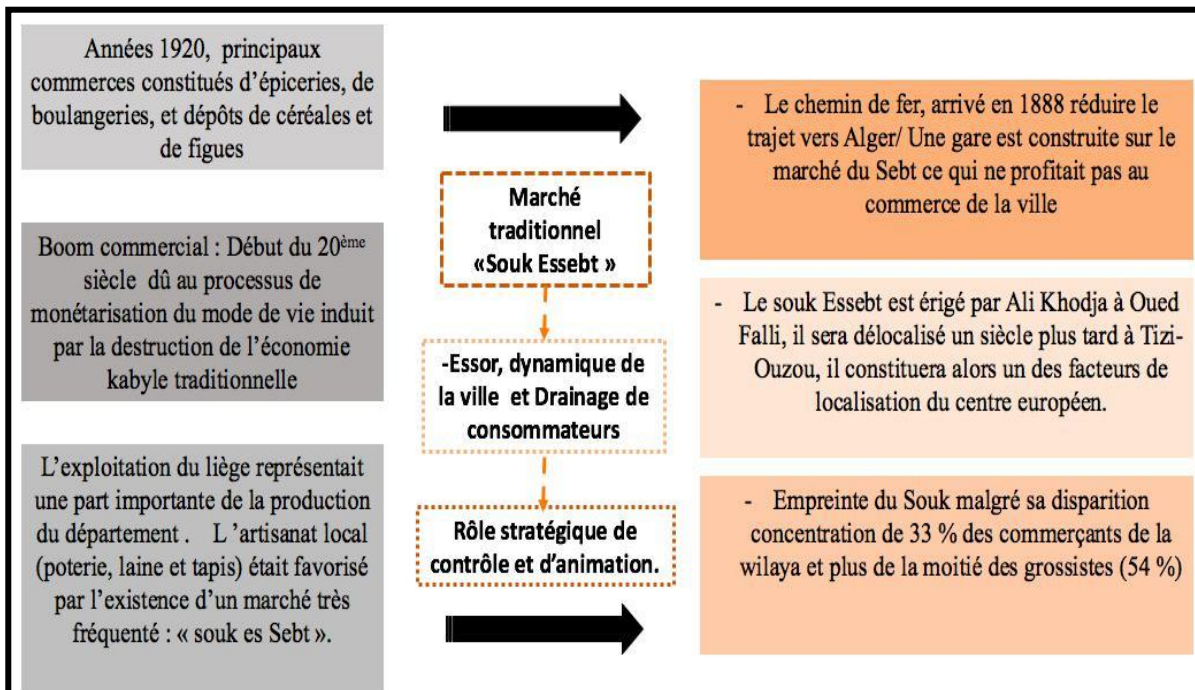 Années 1920, principaux
commerces constitués d’épiceries, de
boulangeries, et dépôts de céréales et
de figues
Boom commercial : Début du 20ème
siècle dû au processus de
monétarisation du mode de vie induit
par la destruction de l’économie
kabyle traditionnelle
L’exploitation du liège représentait
une part importante de la production
du département . L ’artisanat local
(poterie, laine et tapis) était favorisé
par l’existence d’un marché très
fréquenté : « souk es Sebt ».
Marché
traditionnel
«Souk Essebt »
-Essor, dynamique de
la ville et Drainage de
consommateurs
Rôle stratégique de
contrôle et d’animation.
- Le chemin de fer, arrivé en 1888 réduire le
trajet vers Alger/ Une gare est construite sur le
marché du Sebt ce qui ne profitait pas au
commerce de la ville
- Le souk Essebt est érigé par Ali Khodja à Oued
Falli, il sera délocalisé un siècle plus tard à Tizi-
Ouzou, il constituera alors un des facteurs de
localisation du centre européen.
- Empreinte du Souk malgré sa disparition
concentration de 33 % des commerçants de la
wilaya et plus de la moitié des grossistes (54 %)